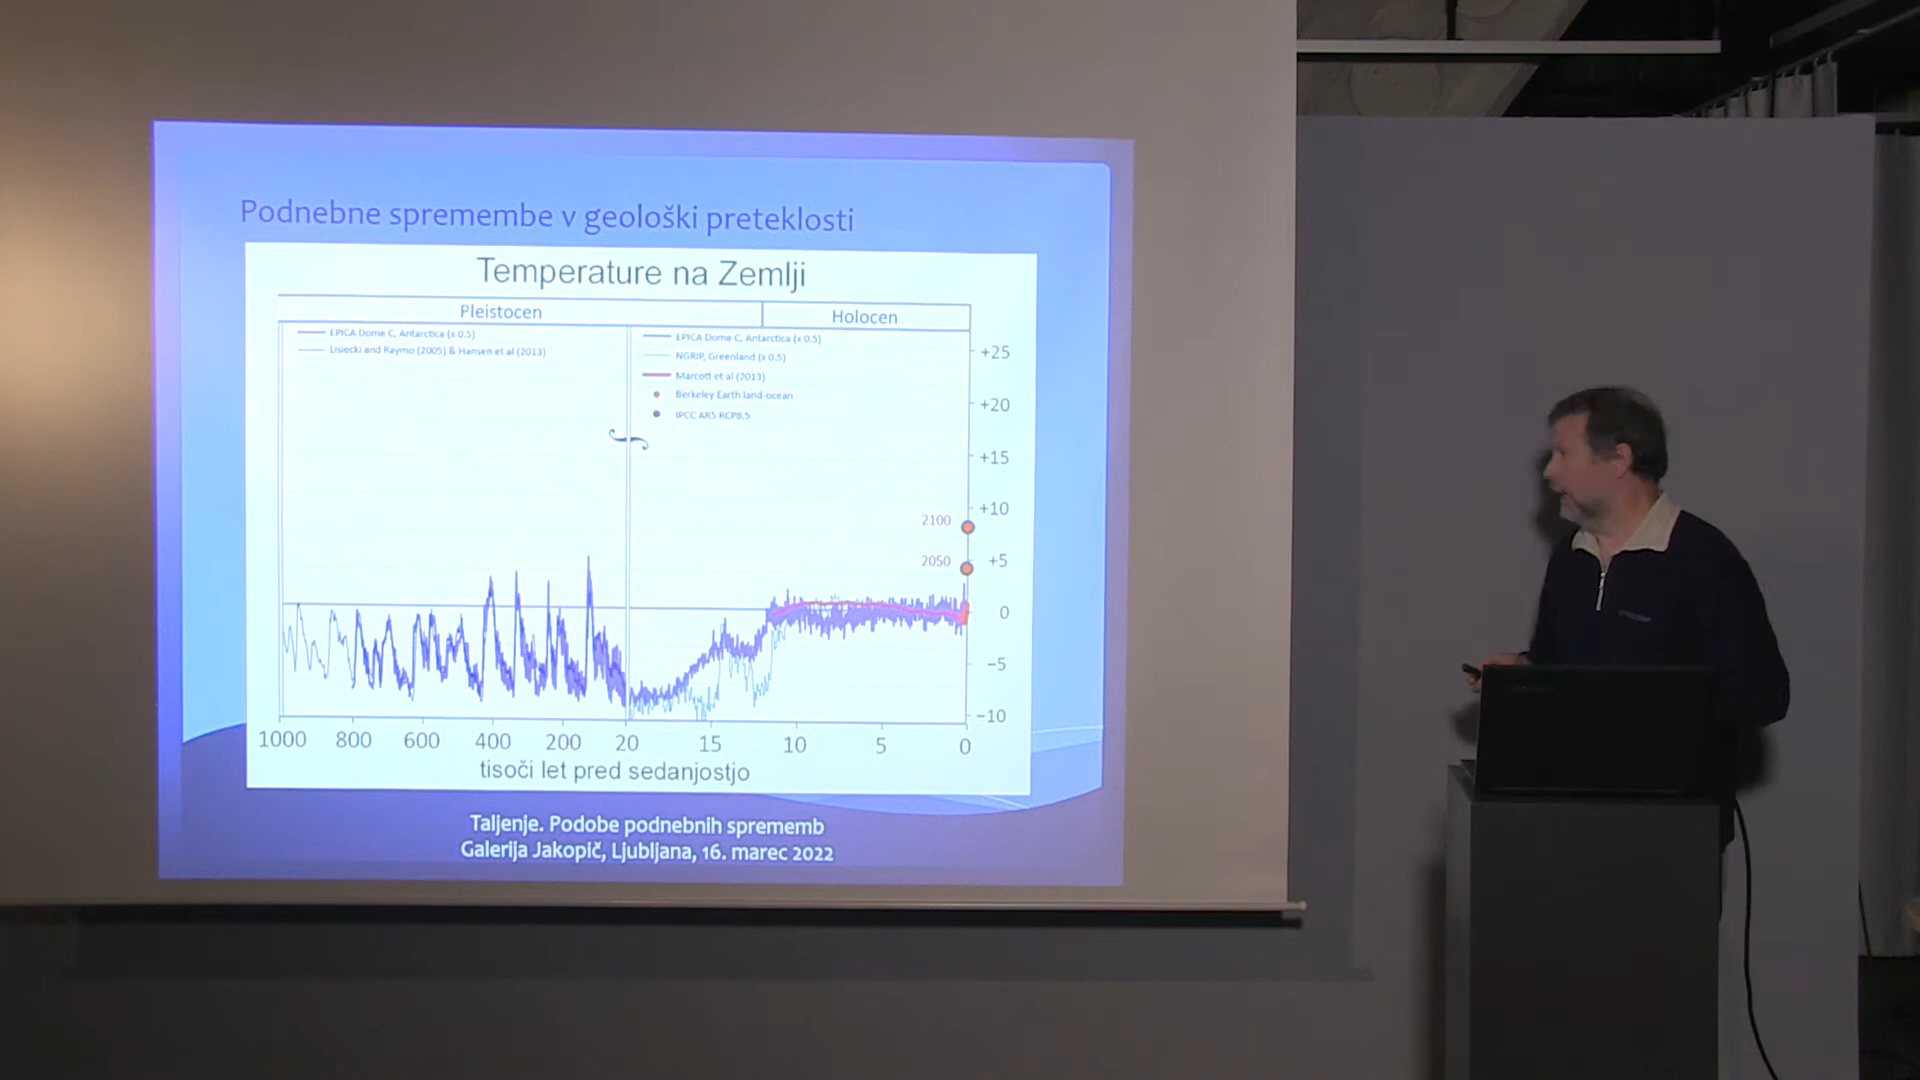 Podnebne spremembe v geološki preteklosti
Temperature na Zemlji
Pleistocen
Holocen
EPICA Dome C, Antarctica (x 0.5)
Lisiecki and Raymo (2005) & Hansen et al (2013)
EPICA Dome C, Antarctica (x 0.5)
NGRIP, Greenland (x 0.5)
Marcott et al (2013)
Berkeley Earth land-ocean
IPCC AR5 RCP8.5
+25
+20
+15
+10
+5
0
−5
−10
2100
2050
1000 800 600 400 200 20 15 10 5 0
tisoči let pred sedanjostjo
Taljenje. Podobe podnebnih sprememb
Galerija Jakopič, Ljubljana, 16. marec 2022